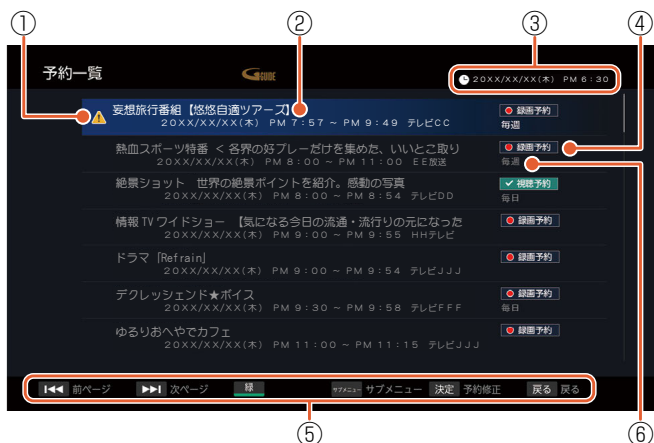 ① ② ③ ④
予約一覧 GGUIDE 20XX/XX/XX(木) PM 6:30
妄想旅行番組【悠悠自適ツアーズ】 録画予約
20XX/XX/XX(木) PM 7:57 ~ PM 9:49 テレビCC 毎週
熱血スポーツ特番 < 各界の好プレーだけを集めた、いいとこ取り 録画予約
20XX/XX/XX(木) PM 8:00 ~ PM 11:00 EE放送 毎週
絶景ショット 世界の絶景ポイントを紹介。感動の写真 視聴予約
20XX/XX/XX(木) PM 8:00 ~ PM 8:54 テレビDD 毎日
情報 TV ワイドショー 【気になる今日の流通・流行りの元になった 録画予約
20XX/XX/XX(木) PM 9:00 ~ PM 9:55 HHテレビ
ドラマ「Refrain」 録画予約
20XX/XX/XX(木) PM 9:00 ~ PM 9:54 テレビJJJ
デクレッシェンド★ボイス 録画予約
20XX/XX/XX(木) PM 9:30 ~ PM 9:58 テレビFFF 毎日
ゆるりおへやでカフェ 録画予約
20XX/XX/XX(木) PM 11:00 ~ PM 11:15 テレビJJJ
前ページ 次ページ 緑 サブメニュー サブメニュー 決定 予約修正 戻る 戻る
⑤ ⑥